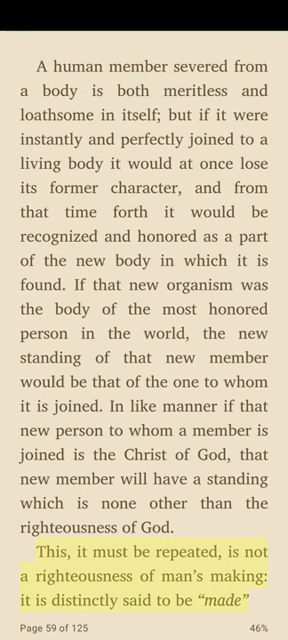 A human member severed from
a body is both meritless and
loathsome in itself; but if it were
instantly and perfectly joined to a
living body it would at once lose
its former character, and from
that time forth it would be
recognized and honored as a part
of the new body in which it is
found. If that new organism was
the body of the most honored
person in the world, the new
standing of that new member
would be that of the one to whom
it is joined. In like manner if that
new person to whom a member is
joined is the Christ of God, that
new member will have a standing
which is none other than the
righteousness of God.
This, it must be repeated, is not
a righteousness of man’s making:
it is distinctly said to be “made”
Page 59 of 125 46%